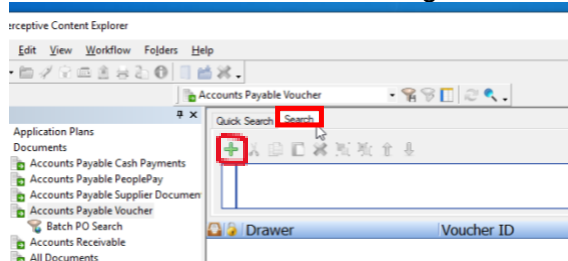 erceptive Content Explorer
Edit View Workflow Folders Help
Accounts Payable Voucher
Quick Search Search
Application Plans
Documents
Accounts Payable Cash Payments
Accounts Payable PeoplePay
Accounts Payable Supplier Documen
Accounts Payable Voucher
Batch PO Search
Accounts Receivable
All Documents
Drawer Voucher ID